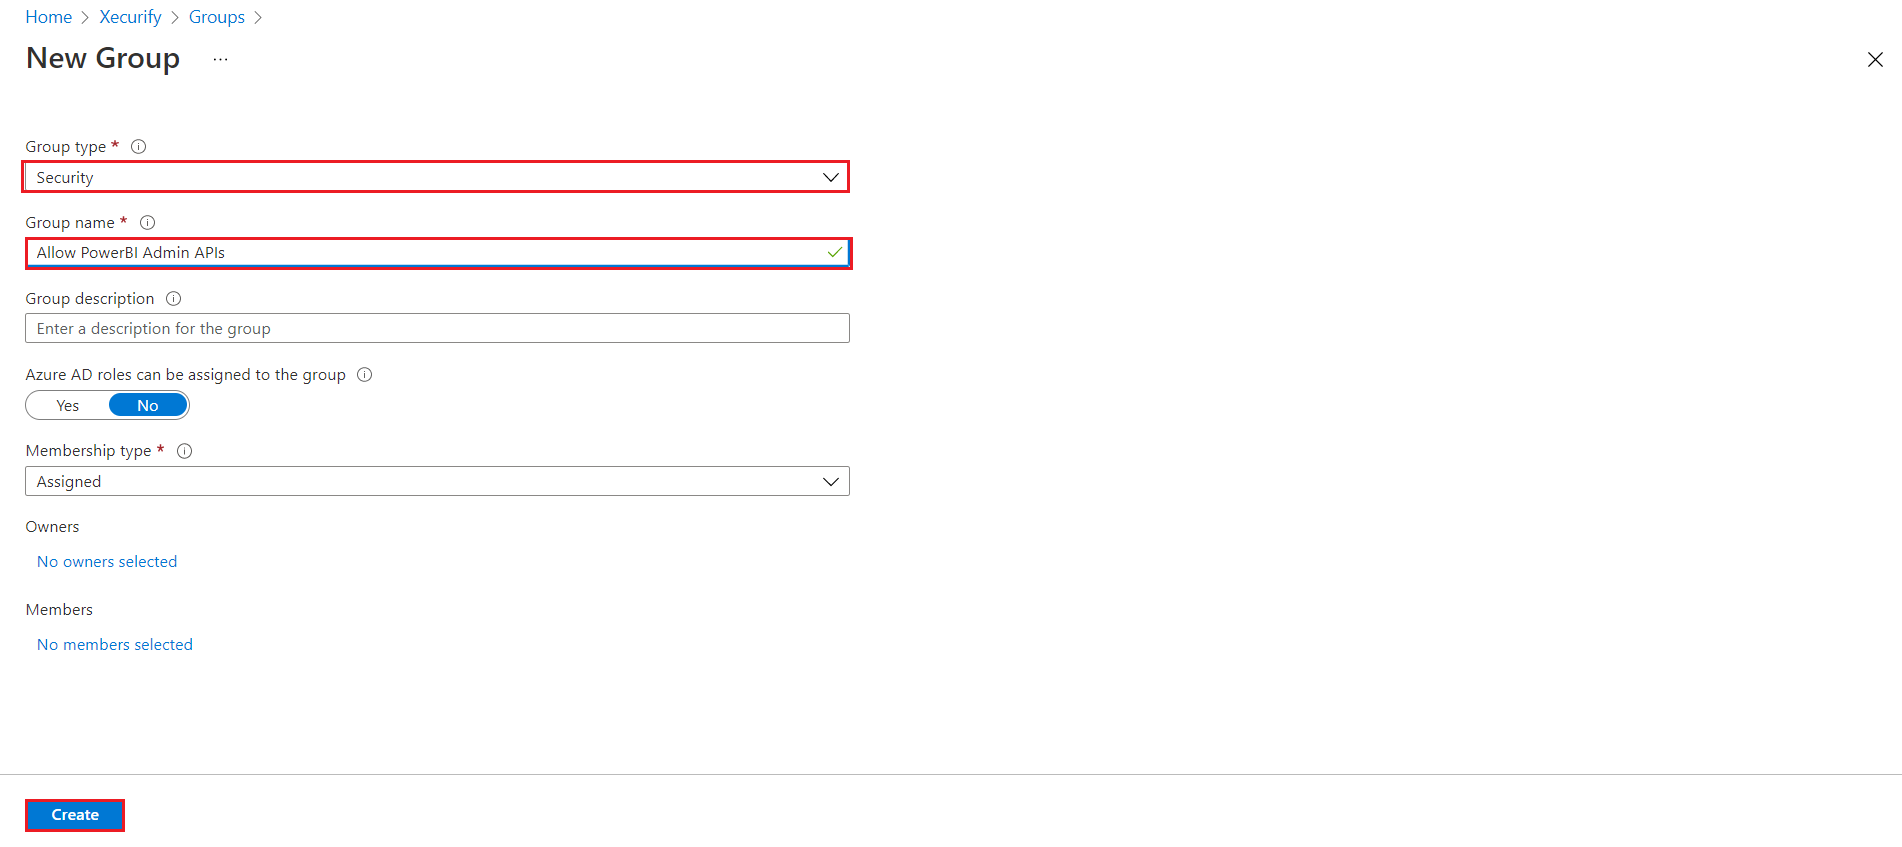 Home > Xecurify > Groups >
New Group ...
Group type *
Security
Group name *
Allow PowerBI Admin APIs
Group description
Enter a description for the group
Azure AD roles can be assigned to the group
Yes No
Membership type *
Assigned
Owners
No owners selected
Members
No members selected
Create